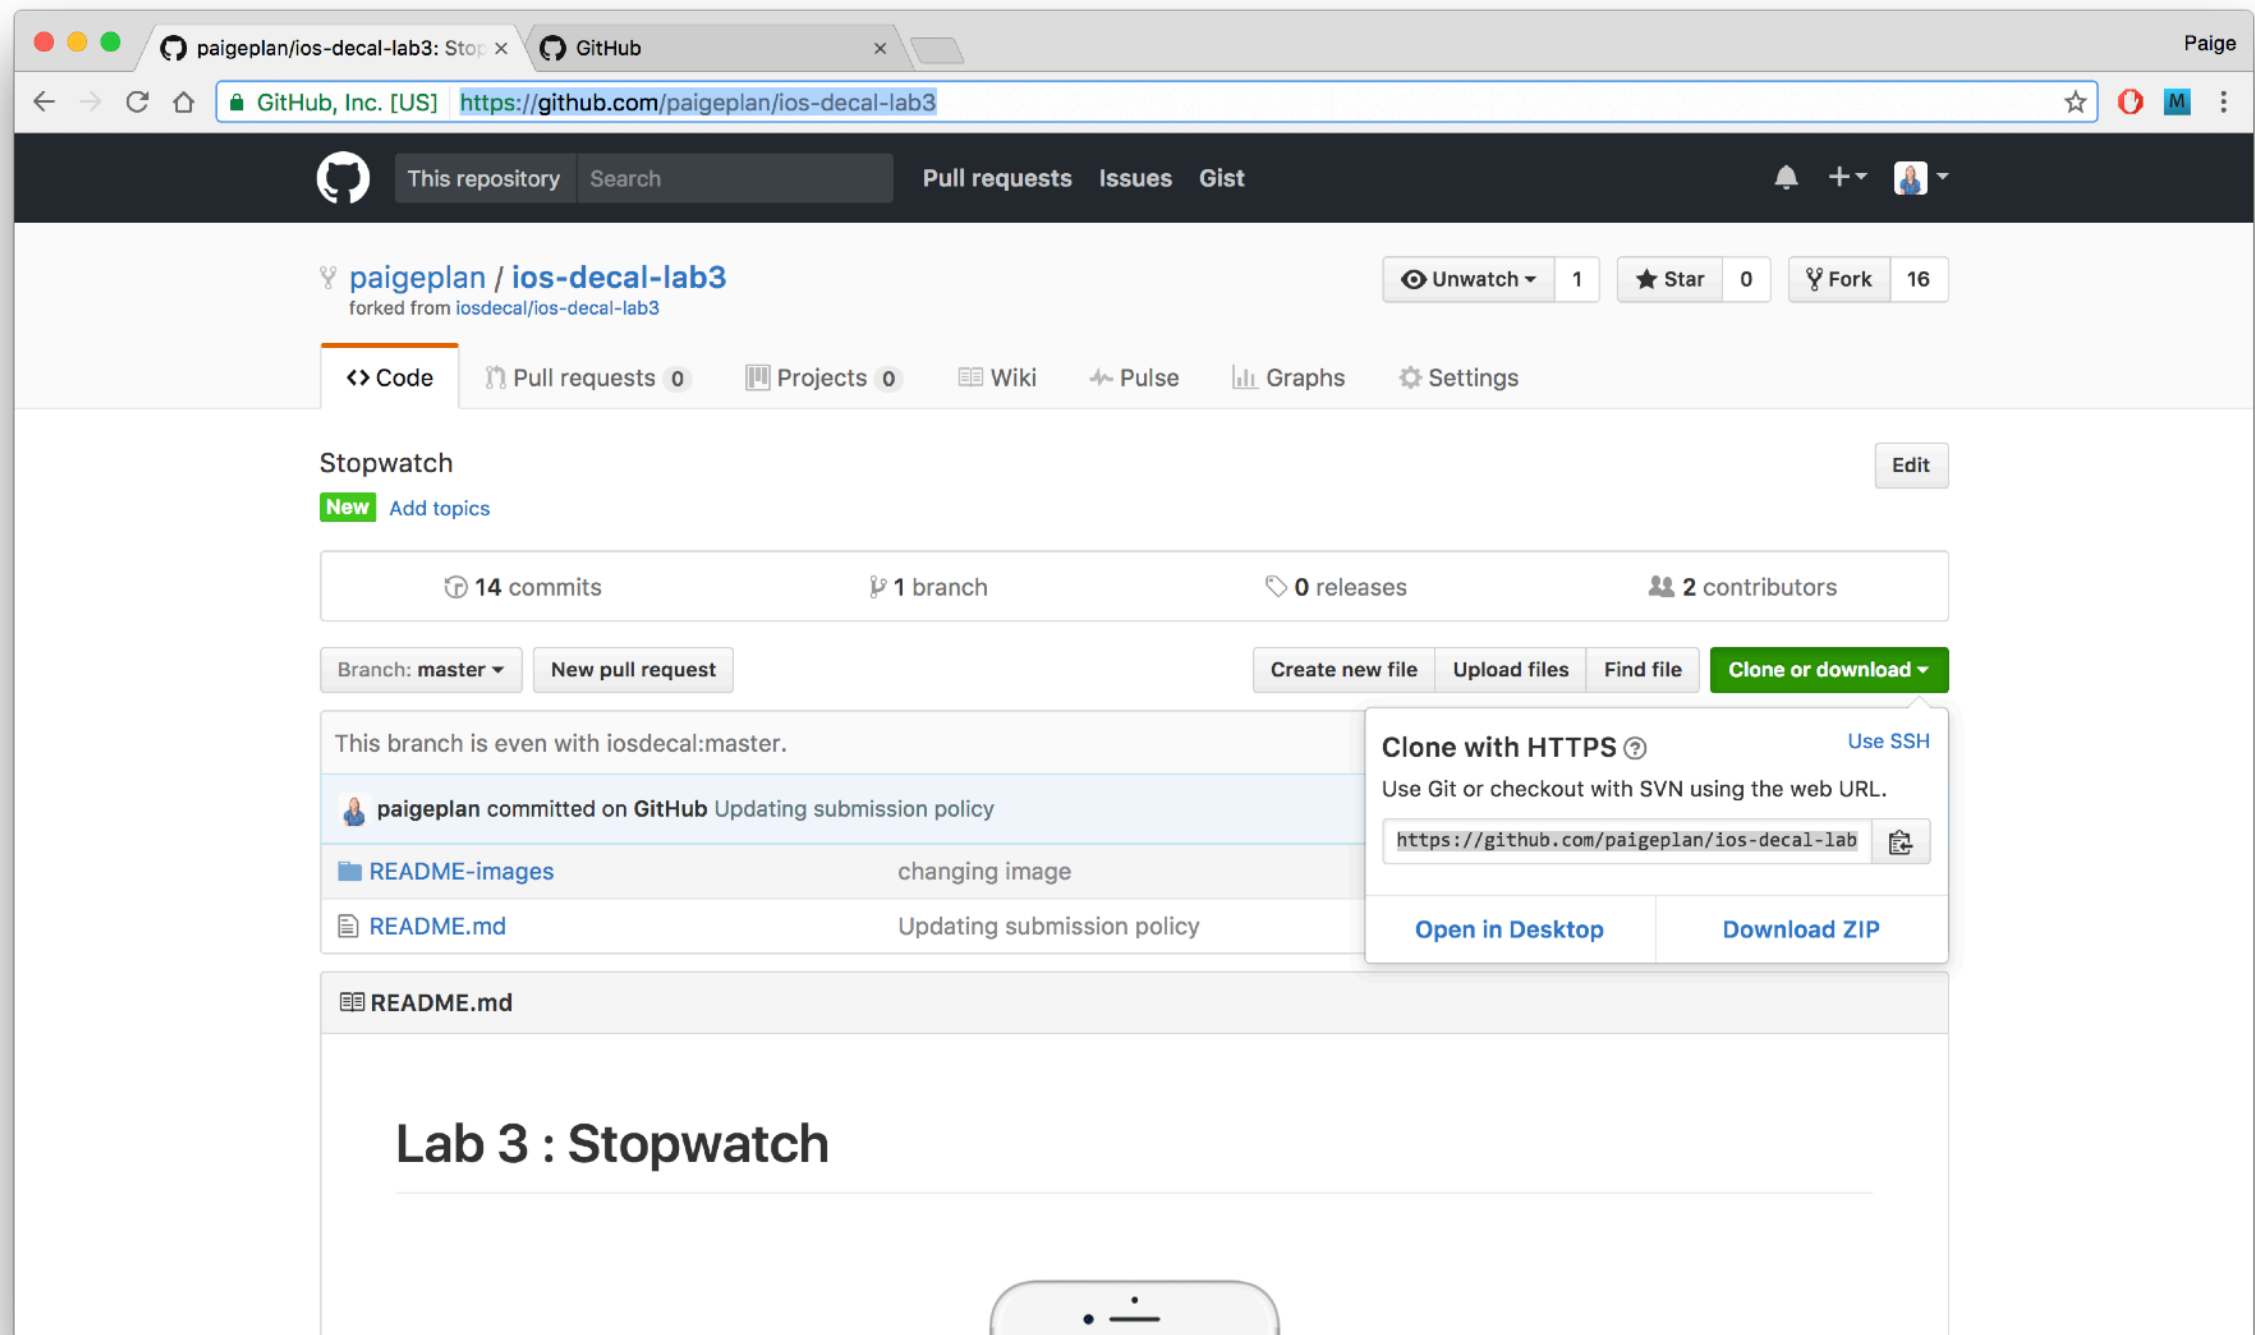 paigeplan/ios-decal-lab3: Stop
GitHub
Paige
GitHub, Inc. [US] https://github.com/paigeplan/ios-decal-lab3
M
This repository Search Pull requests Issues Gist
paigeplan / ios-decal-lab3
Unwatch 1 Star 0 Fork 16
forked from iosdecal/ios-decal-lab3
Code Pull requests 0 Projects 0 Wiki Pulse Graphs Settings
Stopwatch
Edit
New Add topics
14 commits 1 branch 0 releases 2 contributors
Branch: master New pull request Create new file Upload files Find file Clone or download
This branch is even with iosdecal:master.
paigeplan committed on GitHub Updating submission policy
README-images changing image
README.md Updating submission policy
Clone with HTTPS ? Use SSH
Use Git or checkout with SVN using the web URL.
https://github.com/paigeplan/ios-decal-lab
Open in Desktop Download ZIP
README.md
Lab 3 : Stopwatch